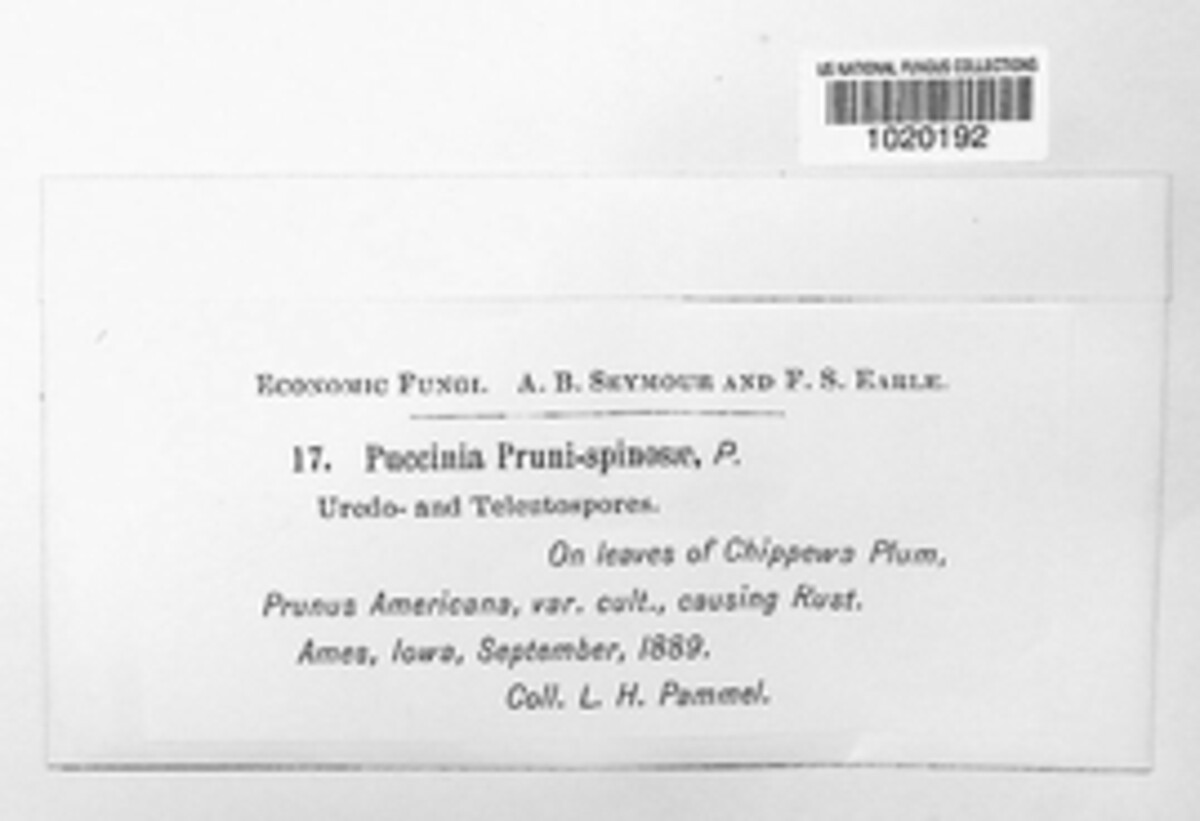 US NATIONAL FUNGUS COLLECTIONS
1020192
ECONOMIC FUNGI. A. B. SEYMOUR AND F. S. EARLE.
17. Puccinia Pruni-spinosæ, P.
Uredo- and Teleutospores.
On leaves of Chippewa Plum,
Prunus Americana, var. cult., causing Rust.
Ames, Iowa, September, 1889.
Coll. L. H. Pammel.